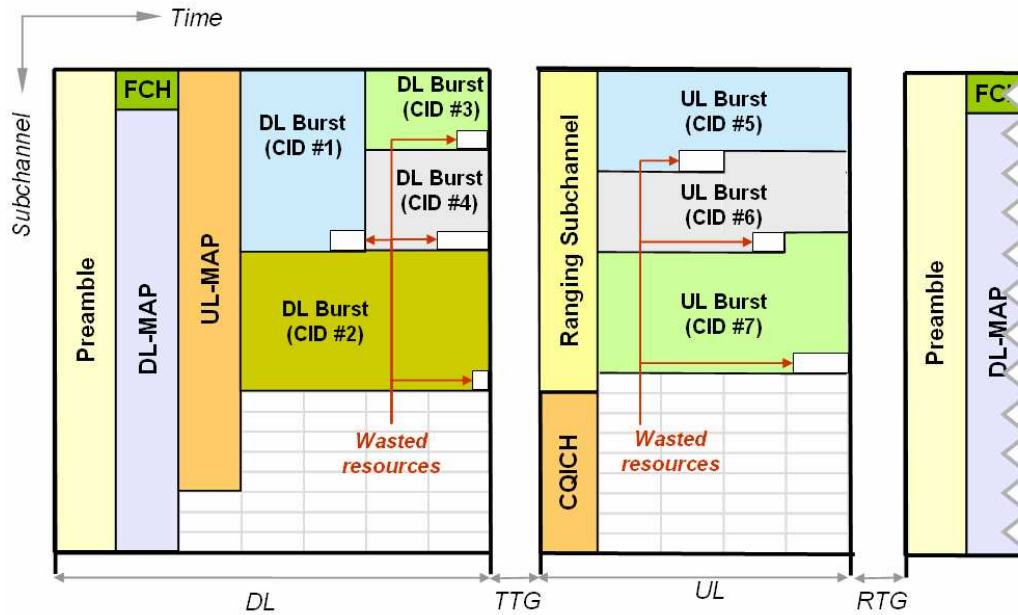 Time
Subchannel
Preamble
FCH
DL-MAP
UL-MAP
DL Burst
(CID #1)
DL Burst
(CID #3)
DL Burst
(CID #4)
DL Burst
(CID #2)
Wasted
resources
Ranging Subchannel
CQICH
UL Burst
(CID #5)
UL Burst
(CID #6)
UL Burst
(CID #7)
Wasted
resources
Preamble
DL-MAP
DL
TTG
UL
RTG